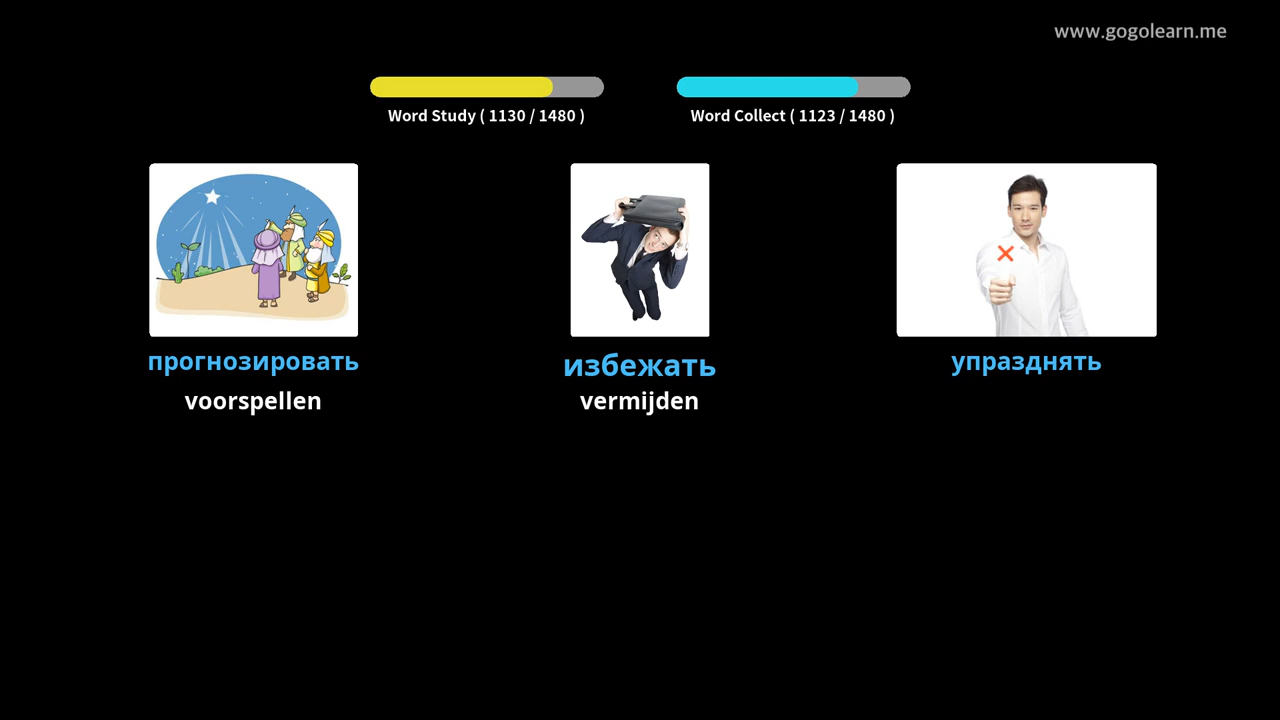 www.gogolearn.me
Word Study ( 1130 / 1480 )
Word Collect ( 1123 / 1480 )
прогнозировать
избежать
упразднять
voorspellen
vermijden